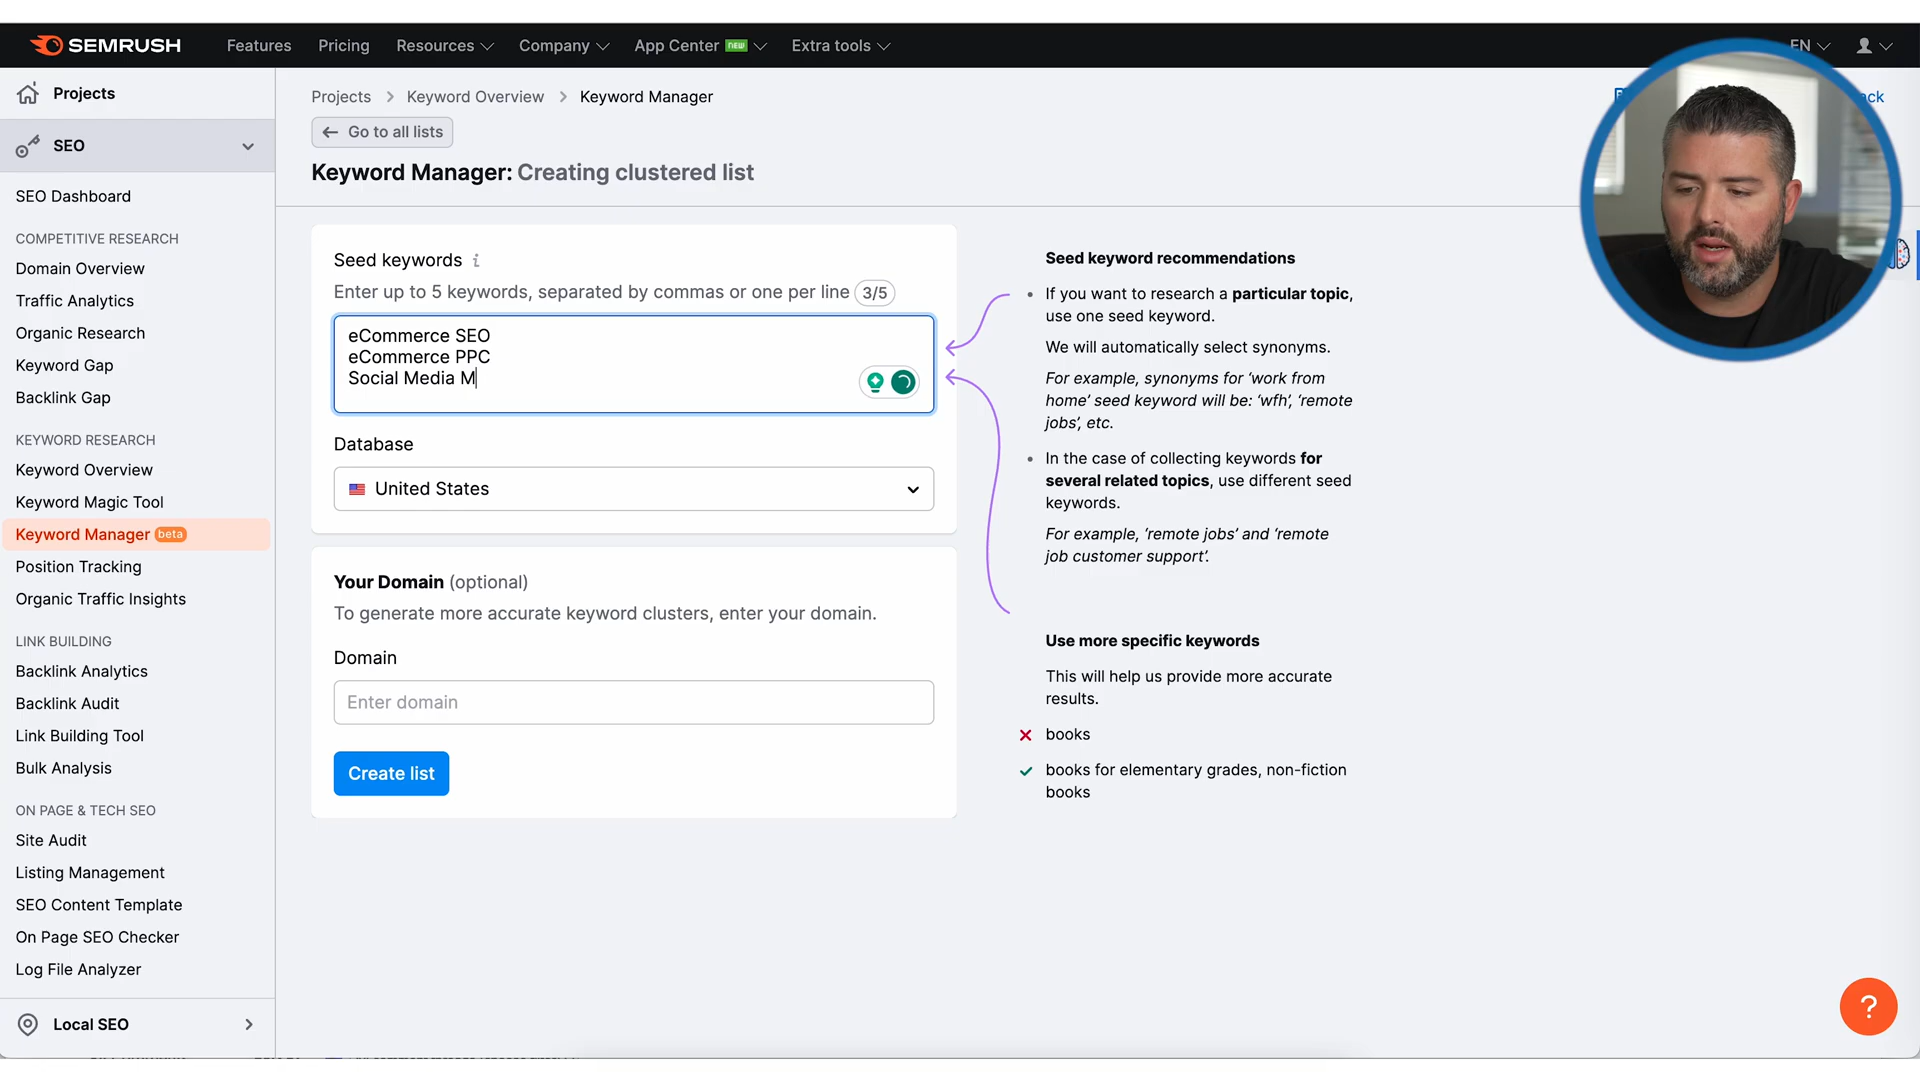 SEMRUSH
Features
Pricing
Resources
Company
App Center new
Extra tools
EN
Projects
SEO
SEO Dashboard
COMPETITIVE RESEARCH
Domain Overview
Traffic Analytics
Organic Research
Keyword Gap
Backlink Gap
KEYWORD RESEARCH
Keyword Overview
Keyword Magic Tool
Keyword Manager beta
Position Tracking
Organic Traffic Insights
LINK BUILDING
Backlink Analytics
Backlink Audit
Link Building Tool
Bulk Analysis
ON PAGE & TECH SEO
Site Audit
Listing Management
SEO Content Template
On Page SEO Checker
Log File Analyzer
Local SEO
Projects > Keyword Overview > Keyword Manager
← Go to all lists
Keyword Manager: Creating clustered list
Seed keywords i
Enter up to 5 keywords, separated by commas or one per line 3/5
eCommerce SEO
eCommerce PPC
Social Media M
Database
United States
Your Domain (optional)
To generate more accurate keyword clusters, enter your domain.
Domain
Enter domain
Create list
Seed keyword recommendations
• If you want to research a particular topic,
use one seed keyword.
We will automatically select synonyms.
For example, synonyms for ‘work from
home’ seed keyword will be: ‘wfh’, ‘remote
jobs’, etc.
• In the case of collecting keywords for
several related topics, use different seed
keywords.
For example, ‘remote jobs’ and ‘remote
job customer support’.
Use more specific keywords
This will help us provide more accurate
results.
books
books for elementary grades, non-fiction
books
?